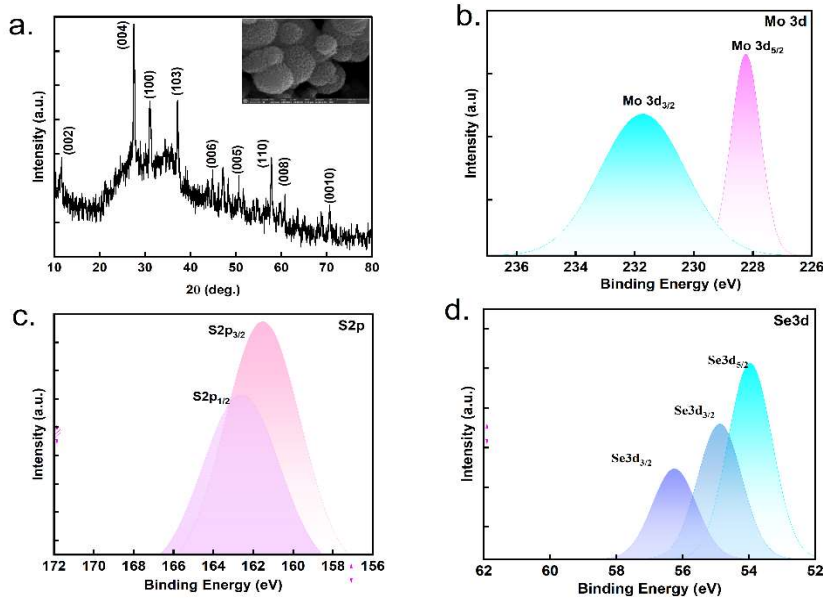 a.
Intensity (a.u.)
(002)
(004)
(100)
(103)
(006)
(005)
(110)
(008)
(0010)
10 20 30 40 50 60 70 80
2θ (deg.)
b.
Mo 3d
Intensity (a.u)
Mo 3d3/2
Mo 3d5/2
236 234 232 230 228 226
Binding Energy (eV)
c.
S2p
Intensity (a.u.)
S2p3/2
S2p1/2
172 170 168 166 164 162 160 158 156
Binding Energy (eV)
d.
Se3d
Intensity (a.u.)
Se3d5/2
Se3d3/2
Se3d3/2
62 60 58 56 54 52
Binding Energy (eV)